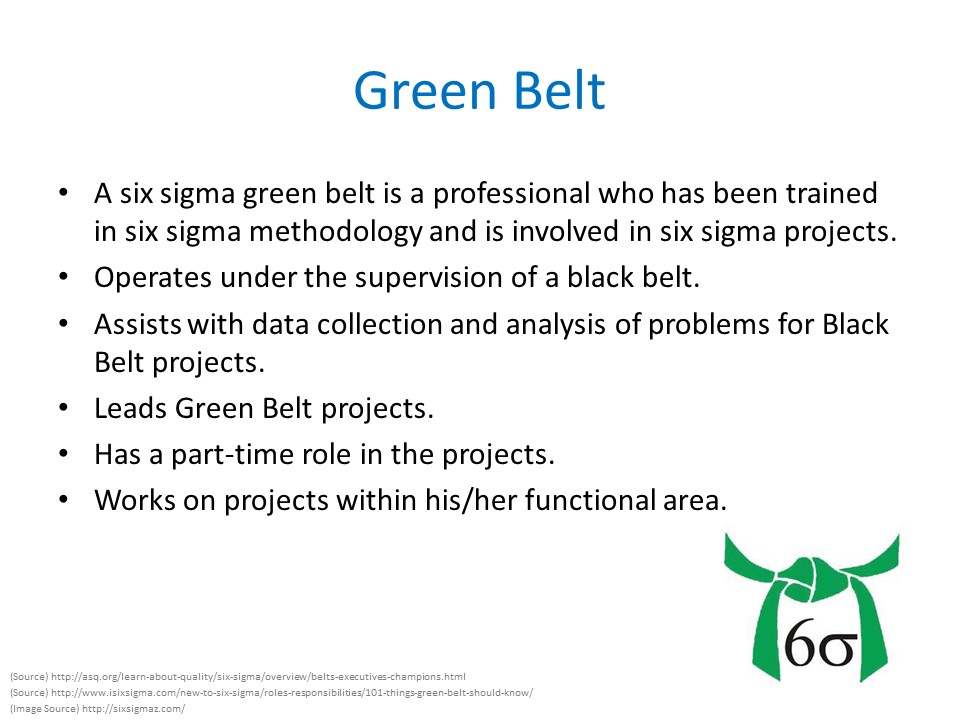 Green Belt
• A six sigma green belt is a professional who has been trained
in six sigma methodology and is involved in six sigma projects.
• Operates under the supervision of a black belt.
• Assists with data collection and analysis of problems for Black
Belt projects.
• Leads Green Belt projects.
• Has a part-time role in the projects.
• Works on projects within his/her functional area.
6σ
(Source) http://asq.org/learn-about-quality/six-sigma/overview/belts-executives-champions.html
(Source) http://www.isixsigma.com/new-to-six-sigma/roles-responsibilities/101-things-green-belt-should-know/
(Image Source) http://sixsigmaz.com/